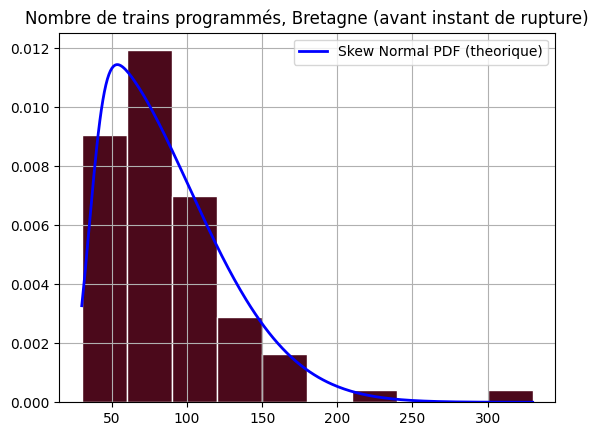 Nombre de trains programmés, Bretagne (avant instant de rupture)
Skew Normal PDF (theorique)
0.012
0.010
0.008
0.006
0.004
0.002
0.000
50 100 150 200 250 300